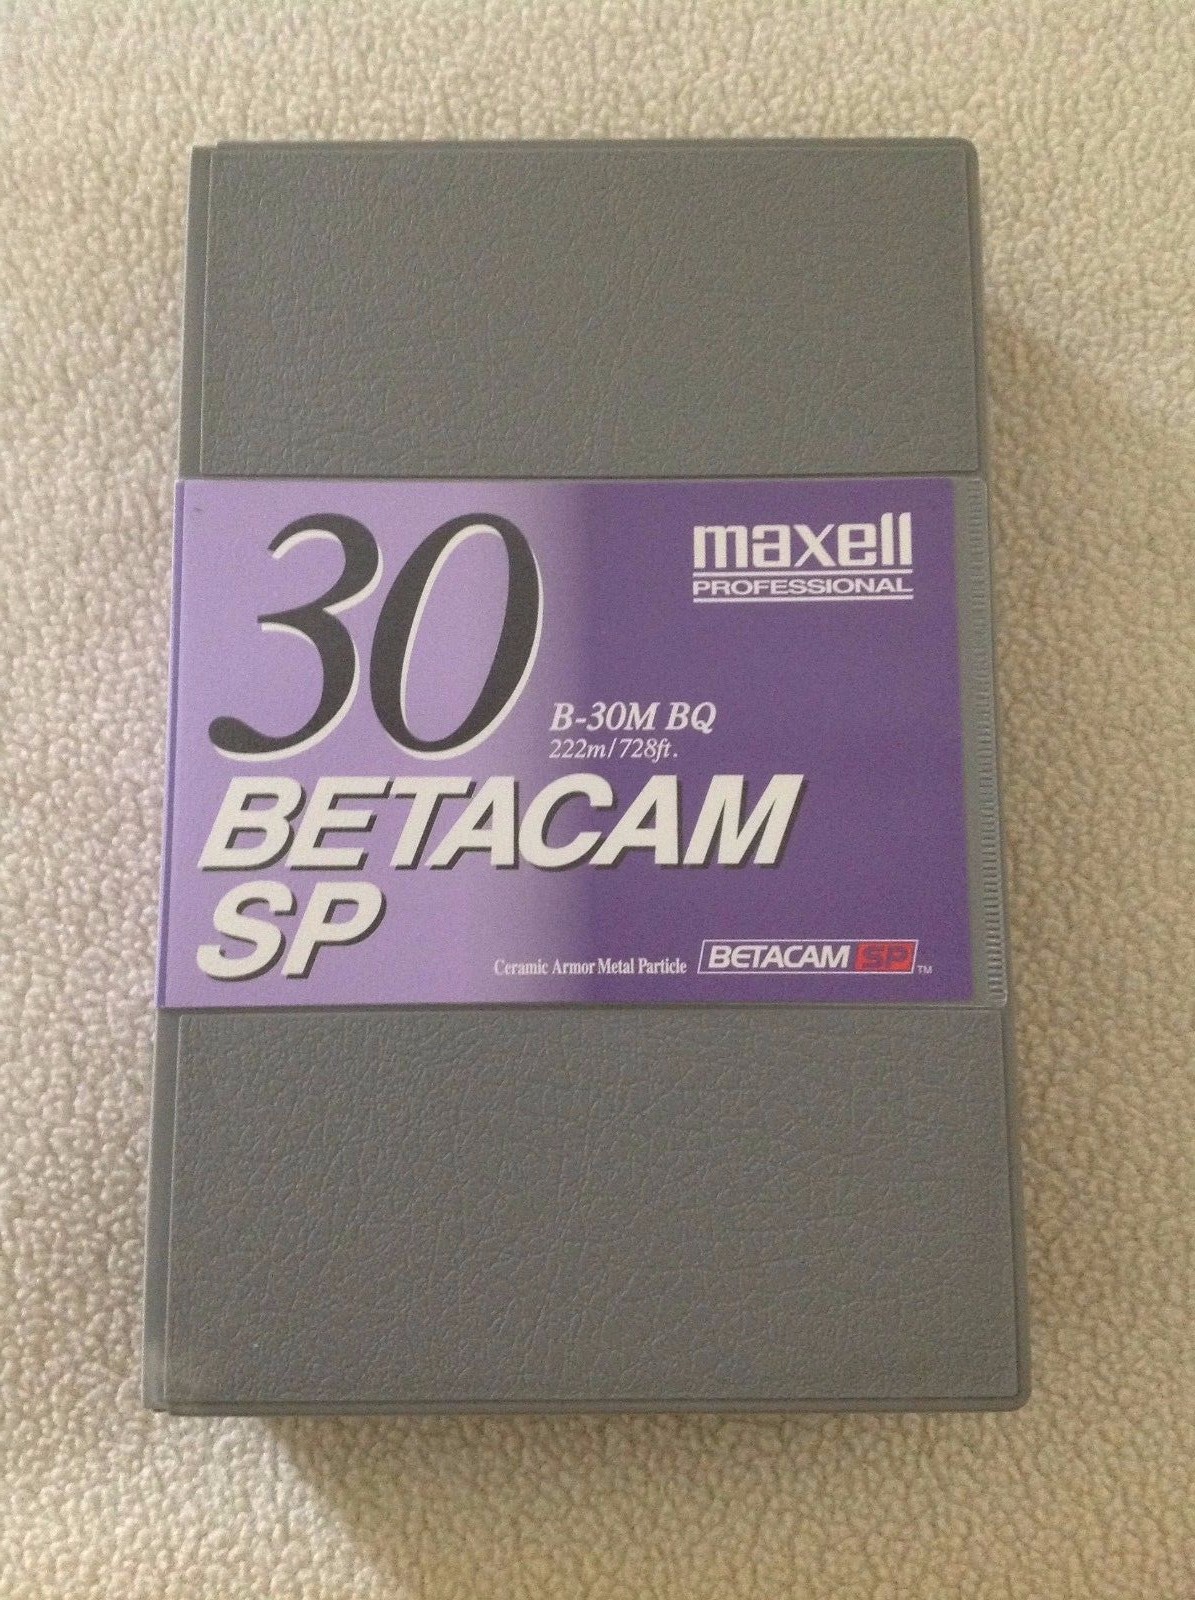 30
maxell
PROFESSIONAL
B-30M BQ
222m/728ft.
BETACAM
SP
Ceramic Armor Metal Particle
BETACAM SP TM